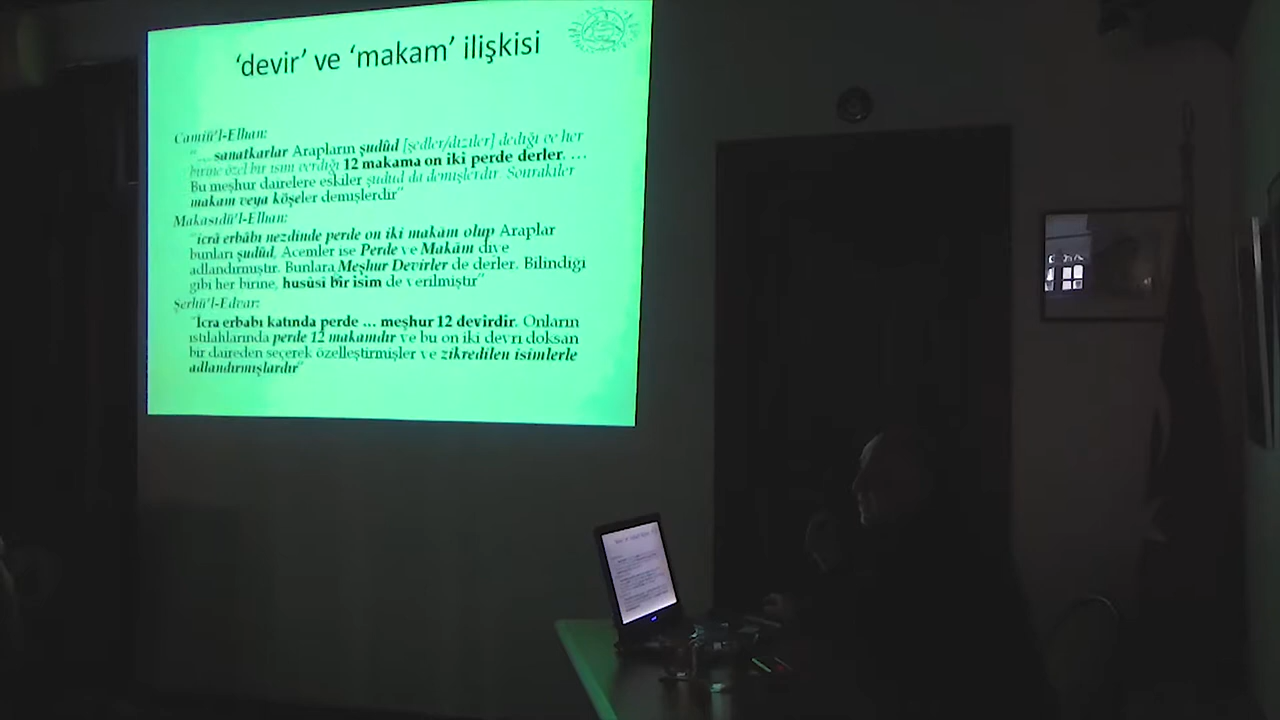 ‘devir’ ve ‘makam’ ilişkisi
Camiü’l-Elhan:
“… sanatkarlar Arapların şudûd [şedler/diziler] dediği ve her
birine özel bir ismi verdiği 12 makama on iki perde derler. …
Bu meşhur dairelere eskiler şudud da demişlerdir. Sonrakiler
makam veya köşeler demişlerdir”
Makasıdü’l-Elhan:
“icrâ erbâbı nezdinde perde on iki makam olup Araplar
bunları şudûd, Acemler ise Perde ve Makâm diye
adlandırmıştır. Bunlara Meşhur Devirler de derler. Bilindiği
gibi her birine, husûsi bir isim de verilmiştir”
Şerhü’l-Edvar:
“İcra erbabı katında perde … meşhur 12 devirdir. Onların
ıstılahlarında perde 12 makamdır ve bu on iki devri doksan
bir daireden seçerek özelleştirmişler ve zikredilen isimlerle
adlandırmışlardır”